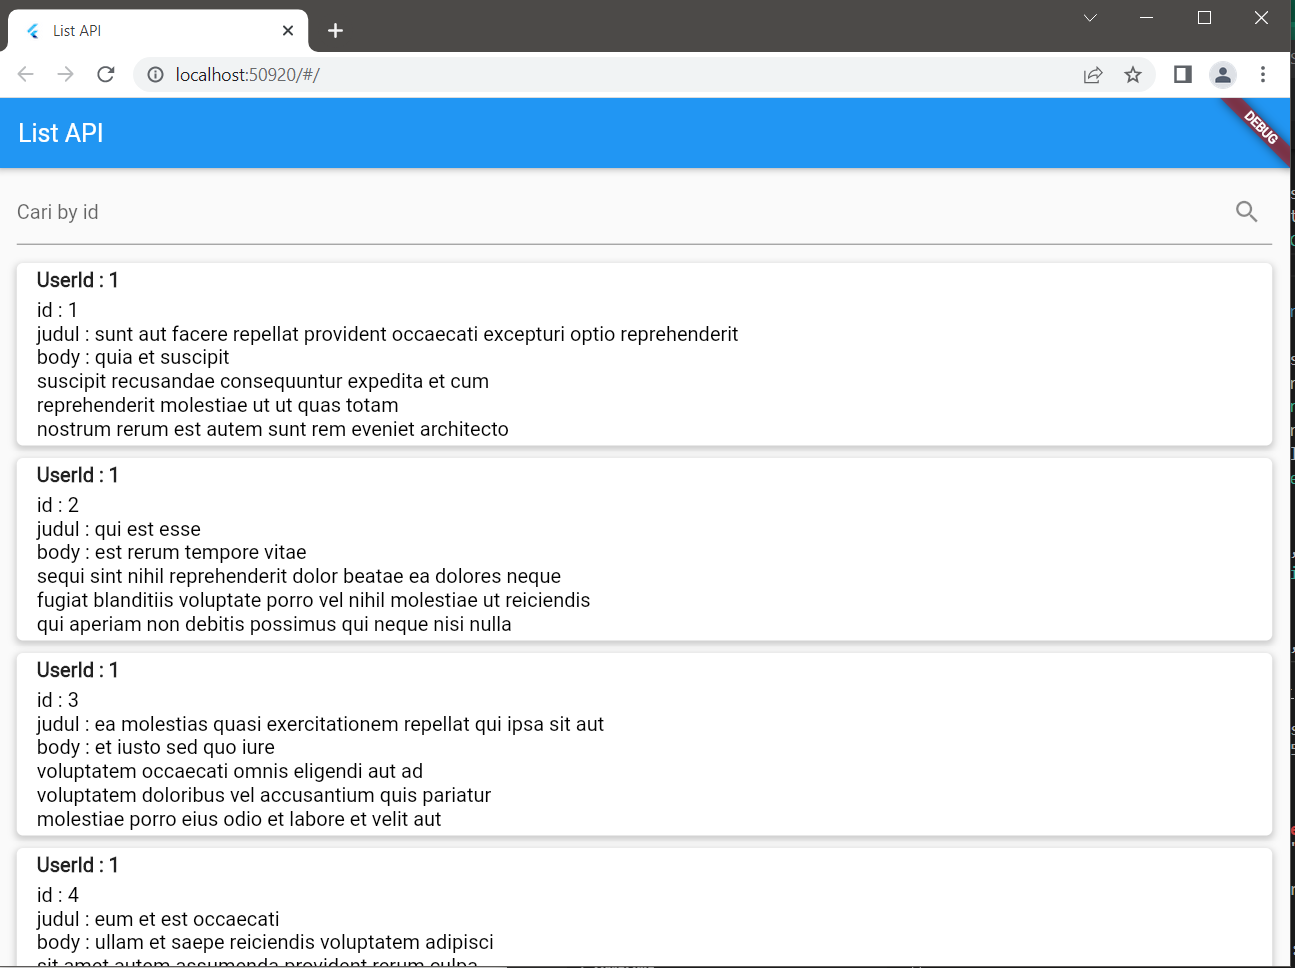 List API
localhost:50920/#/
List API
DEBUG
Cari by id
UserId : 1
id : 1
judul : sunt aut facere repellat provident occaecati excepturi optio reprehenderit
body : quia et suscipit
suscipit recusandae consequuntur expedita et cum
reprehenderit molestiae ut ut quas totam
nostrum rerum est autem sunt rem eveniet architecto
UserId : 1
id : 2
judul : qui est esse
body : est rerum tempore vitae
sequi sint nihil reprehenderit dolor beatae ea dolores neque
fugiat blanditiis voluptate porro vel nihil molestiae ut reiciendis
qui aperiam non debitis possimus qui neque nisi nulla
UserId : 1
id : 3
judul : ea molestias quasi exercitationem repellat qui ipsa sit aut
body : et iusto sed quo iure
voluptatem occaecati omnis eligendi aut ad
voluptatem doloribus vel accusantium quis pariatur
molestiae porro eius odio et labore et velit aut
UserId : 1
id : 4
judul : eum et est occaecati
body : ullam et saepe reiciendis voluptatem adipisci
sit amet autem assumenda provident rerum culpa